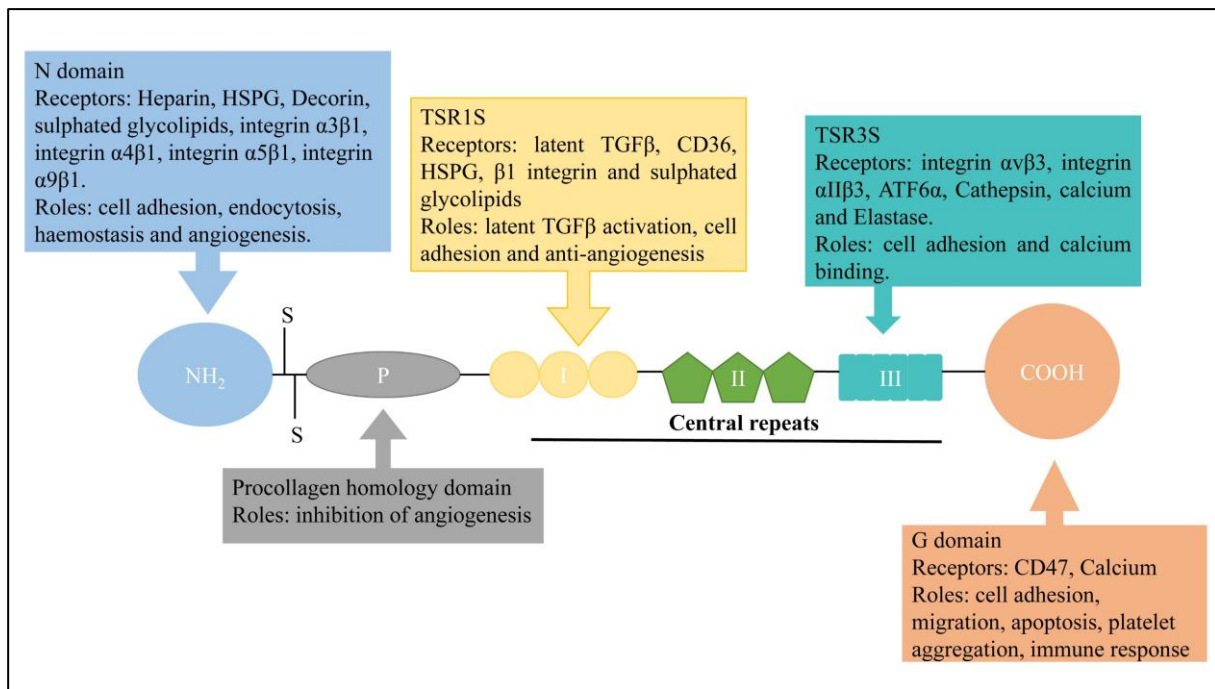 N domain
Receptors: Heparin, HSPG, Decorin,
sulphated glycolipids, integrin α3β1,
integrin α4β1, integrin α5β1, integrin
α9β1.
Roles: cell adhesion, endocytosis,
haemostasis and angiogenesis.
TSR1S
Receptors: latent TGFβ, CD36,
HSPG, β1 integrin and sulphated
glycolipids
Roles: latent TGFβ activation, cell
adhesion and anti-angiogenesis
TSR3S
Receptors: integrin αvβ3, integrin
αIIβ3, ATF6α, Cathepsin, calcium
and Elastase.
Roles: cell adhesion and calcium
binding.
S
NH₂
P
I
II
III
COOH
S
Central repeats
Procollagen homology domain
Roles: inhibition of angiogenesis
G domain
Receptors: CD47, Calcium
Roles: cell adhesion,
migration, apoptosis, platelet
aggregation, immune response